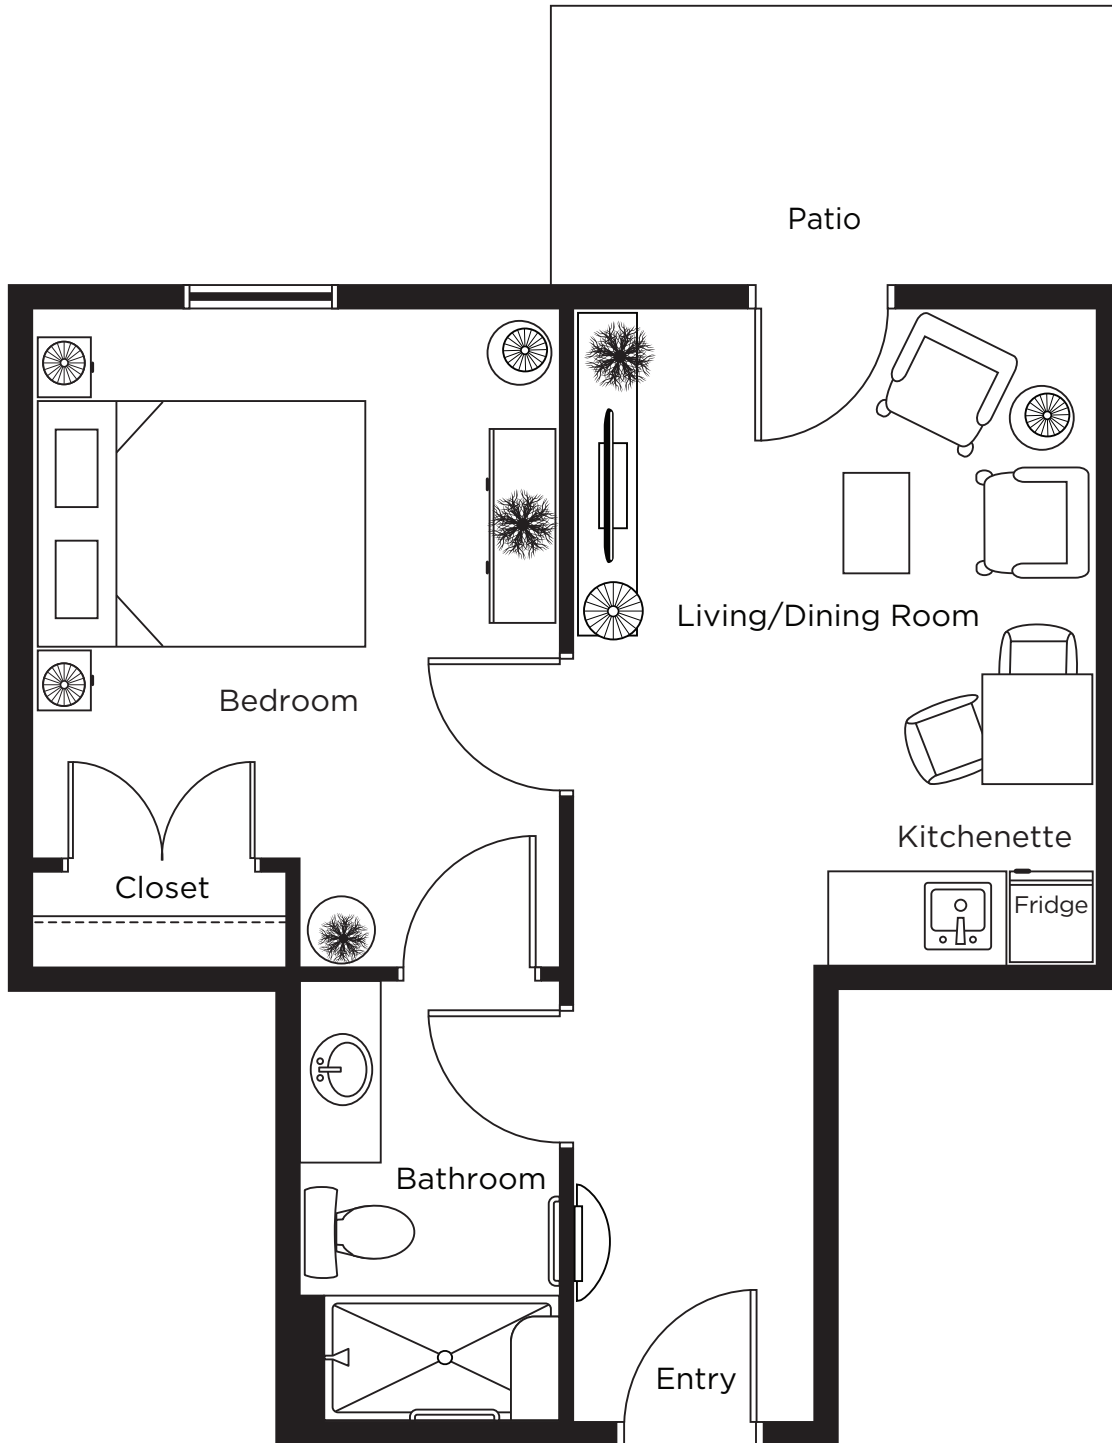 Patio
Living/Dining Room
Bedroom
Kitchenette
Closet
Fridge
Bathroom
Entry